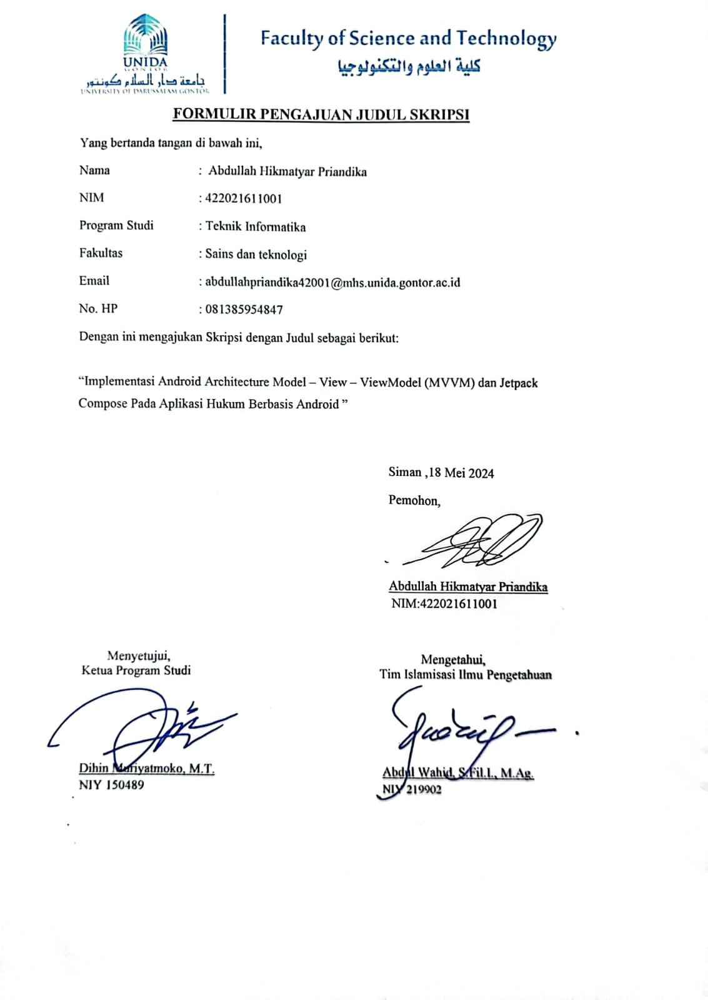 Faculty of Science and Technology
كلية العلوم والتكنولوجيا
UNIDA
GONTOR
جامعة دار السلام كونتور
UNIVERSITY OF DARUSSALAM GONTOR
FORMULIR PENGAJUAN JUDUL SKRIPSI
Yang bertanda tangan di bawah ini,
Nama : Abdullah Hikmatyar Priandika
NIM : 422021611001
Program Studi : Teknik Informatika
Fakultas : Sains dan teknologi
Email : abdullahpriandika42001@mhs.unida.gontor.ac.id
No. HP : 081385954847
Dengan ini mengajukan Skripsi dengan Judul sebagai berikut:
“Implementasi Android Architecture Model – View – ViewModel (MVVM) dan Jetpack
Compose Pada Aplikasi Hukum Berbasis Android ”
Siman ,18 Mei 2024
Pemohon,
Abdullah Hikmatyar Priandika
NIM:422021611001
Menyetujui,
Ketua Program Studi
Dihin Muriyatmoko, M.T.
NIY 150489
Mengetahui,
Tim Islamisasi Ilmu Pengetahuan
Abdul Wahid, S.Fil.I., M.Ag.
NIY 219902